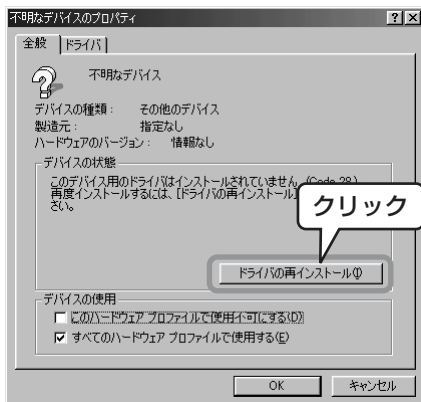 不明なデバイスのプロパティ
全般 ドライバ
不明なデバイス
デバイスの種類： その他のデバイス
製造元： 指定なし
ハードウェアのバージョン： 情報なし
デバイスの状態
このデバイス用のドライバはインストールされていません。 (Code 28)
再度インストールするには、[ドライバの再インストール]
さい。
クリック
ドライバの再インストール(I)
デバイスの使用
このハードウェア プロファイルで使用不可にする(D)
すべてのハードウェア プロファイルで使用する(E)
OK キャンセル